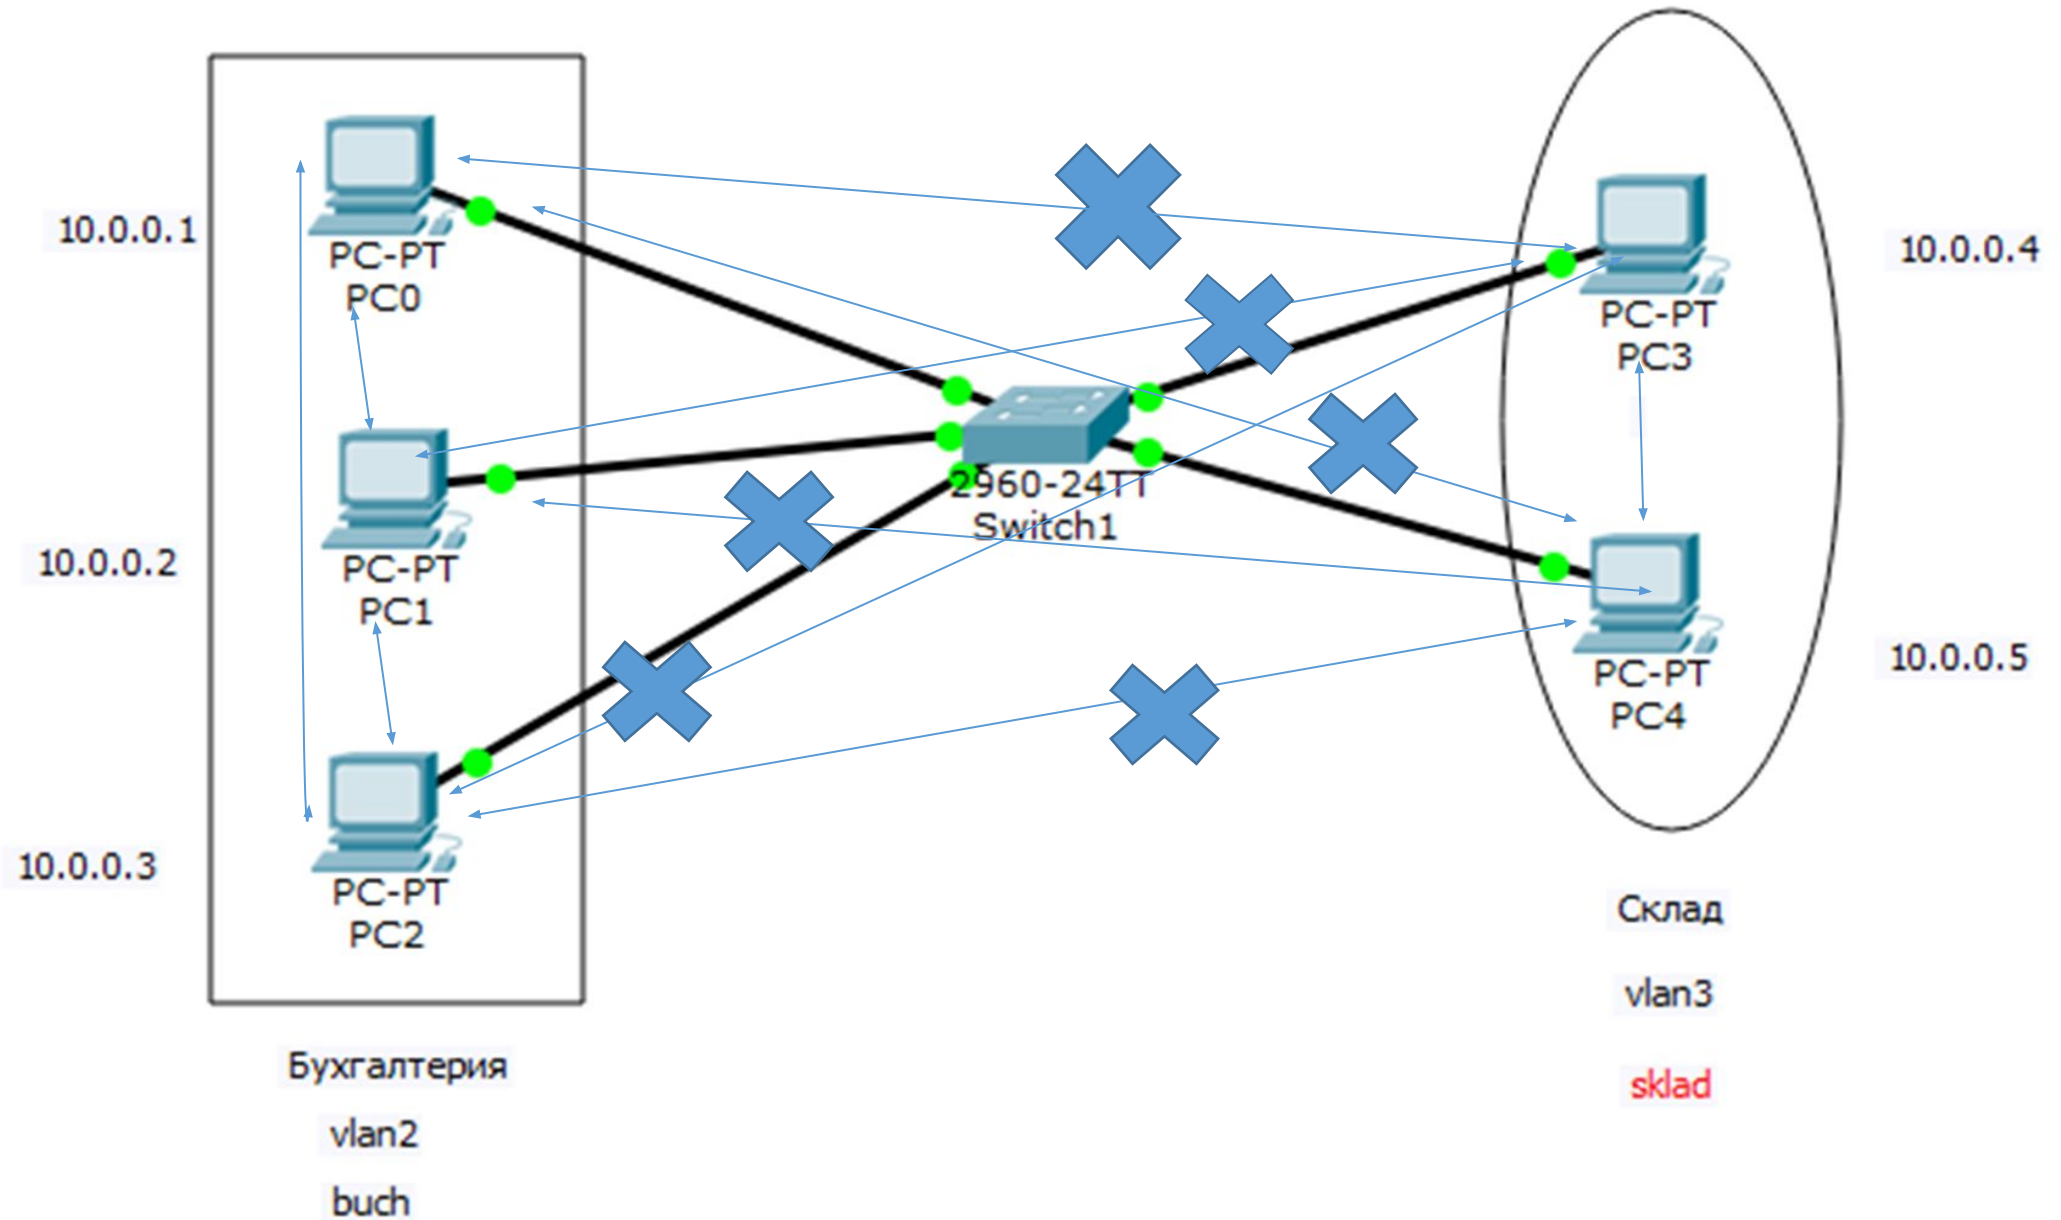 10.0.0.1
PC-PT
PC0
10.0.0.2
PC-PT
PC1
10.0.0.3
PC-PT
PC2
Бухгалтерия
vlan2
buch
2960-24TT
Switch1
10.0.0.4
PC-PT
PC3
10.0.0.5
PC-PT
PC4
Склад
vlan3
sklad